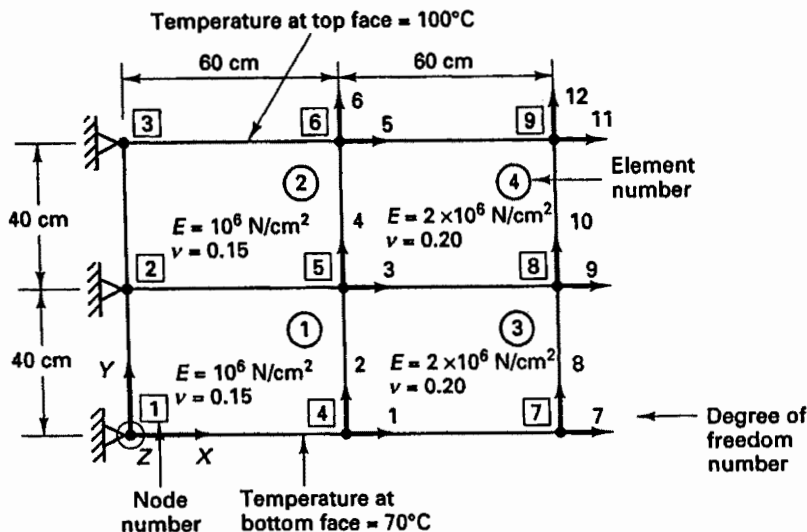 Temperature at top face = 100°C
60 cm
60 cm
6
12
3
6
5
9
11
Element
number
2
4
40 cm
E = 10⁶ N/cm²
ν = 0.15
4
E = 2 ×10⁶ N/cm²
ν = 0.20
10
2
5
3
8
9
1
3
40 cm
Y
E = 10⁶ N/cm²
ν = 0.15
2
E = 2 ×10⁶ N/cm²
ν = 0.20
8
1
4
1
7
7
Z
X
Degree of
freedom
number
Node
number
Temperature at
bottom face = 70°C